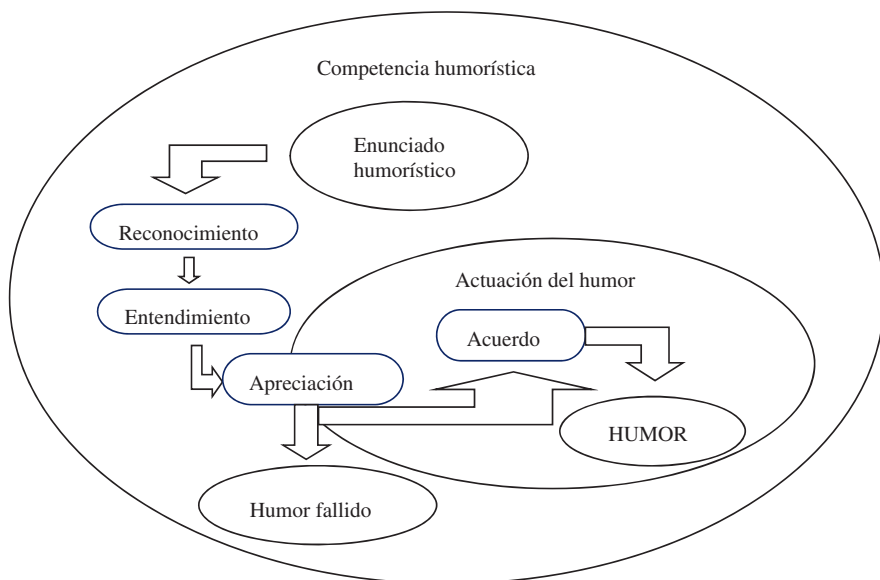 Competencia humorística
Enunciado
humorístico
Reconocimiento
Actuación del humor
Entendimiento
Acuerdo
Apreciación
HUMOR
Humor fallido